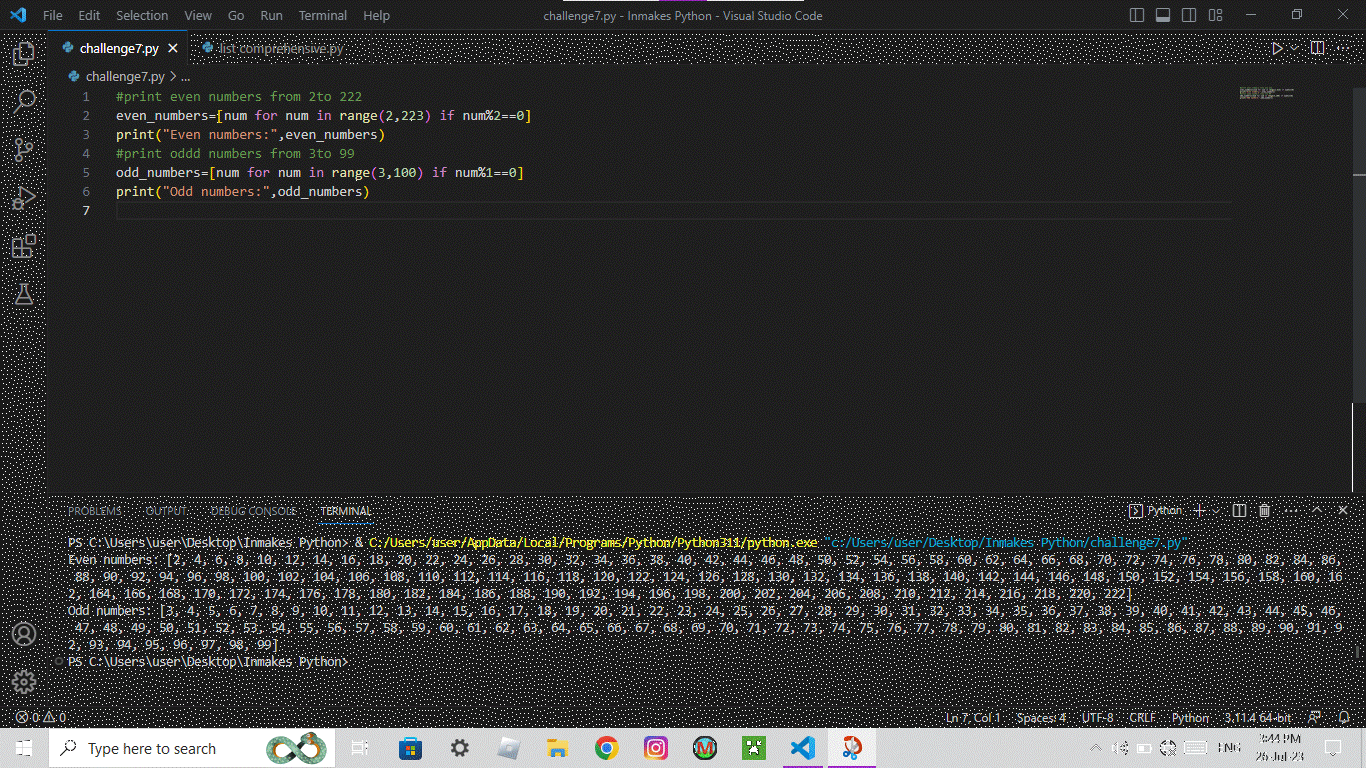 File Edit Selection View Go Run Terminal Help challenge7.py - Inmakes Python - Visual Studio Code
challenge7.py list comprehensive.py
challenge7.py > ...
1 #print even numbers from 2to 222
2 even_numbers=[num for num in range(2,223) if num%2==0]
3 print("Even numbers:",even_numbers)
4 #print oddd numbers from 3to 99
5 odd_numbers=[num for num in range(3,100) if num%1==0]
6 print("Odd numbers:",odd_numbers)
7
PROBLEMS OUTPUT DEBUG CONSOLE TERMINAL Python
PS C:\Users\user\Desktop\Inmakes Python> & C:/Users/user/AppData/Local/Programs/Python/Python311/python.exe "c:/Users/user/Desktop/Inmakes Python/challenge7.py"
Even numbers: [2, 4, 6, 8, 10, 12, 14, 16, 18, 20, 22, 24, 26, 28, 30, 32, 34, 36, 38, 40, 42, 44, 46, 48, 50, 52, 54, 56, 58, 60, 62, 64, 66, 68, 70, 72, 74, 76, 78, 80, 82, 84, 86,
88, 90, 92, 94, 96, 98, 100, 102, 104, 106, 108, 110, 112, 114, 116, 118, 120, 122, 124, 126, 128, 130, 132, 134, 136, 138, 140, 142, 144, 146, 148, 150, 152, 154, 156, 158, 160, 16
2, 164, 166, 168, 170, 172, 174, 176, 178, 180, 182, 184, 186, 188, 190, 192, 194, 196, 198, 200, 202, 204, 206, 208, 210, 212, 214, 216, 218, 220, 222]
Odd numbers: [3, 4, 5, 6, 7, 8, 9, 10, 11, 12, 13, 14, 15, 16, 17, 18, 19, 20, 21, 22, 23, 24, 25, 26, 27, 28, 29, 30, 31, 32, 33, 34, 35, 36, 37, 38, 39, 40, 41, 42, 43, 44, 45, 46,
47, 48, 49, 50, 51, 52, 53, 54, 55, 56, 57, 58, 59, 60, 61, 62, 63, 64, 65, 66, 67, 68, 69, 70, 71, 72, 73, 74, 75, 76, 77, 78, 79, 80, 81, 82, 83, 84, 85, 86, 87, 88, 89, 90, 91, 9
2, 93, 94, 95, 96, 97, 98, 99]
PS C:\Users\user\Desktop\Inmakes Python>
0 0 Ln 7, Col 1 Spaces: 4 UTF-8 CRLF Python 3.11.4 64-bit
Type here to search ENG 3:44 PM
26-Jul-23